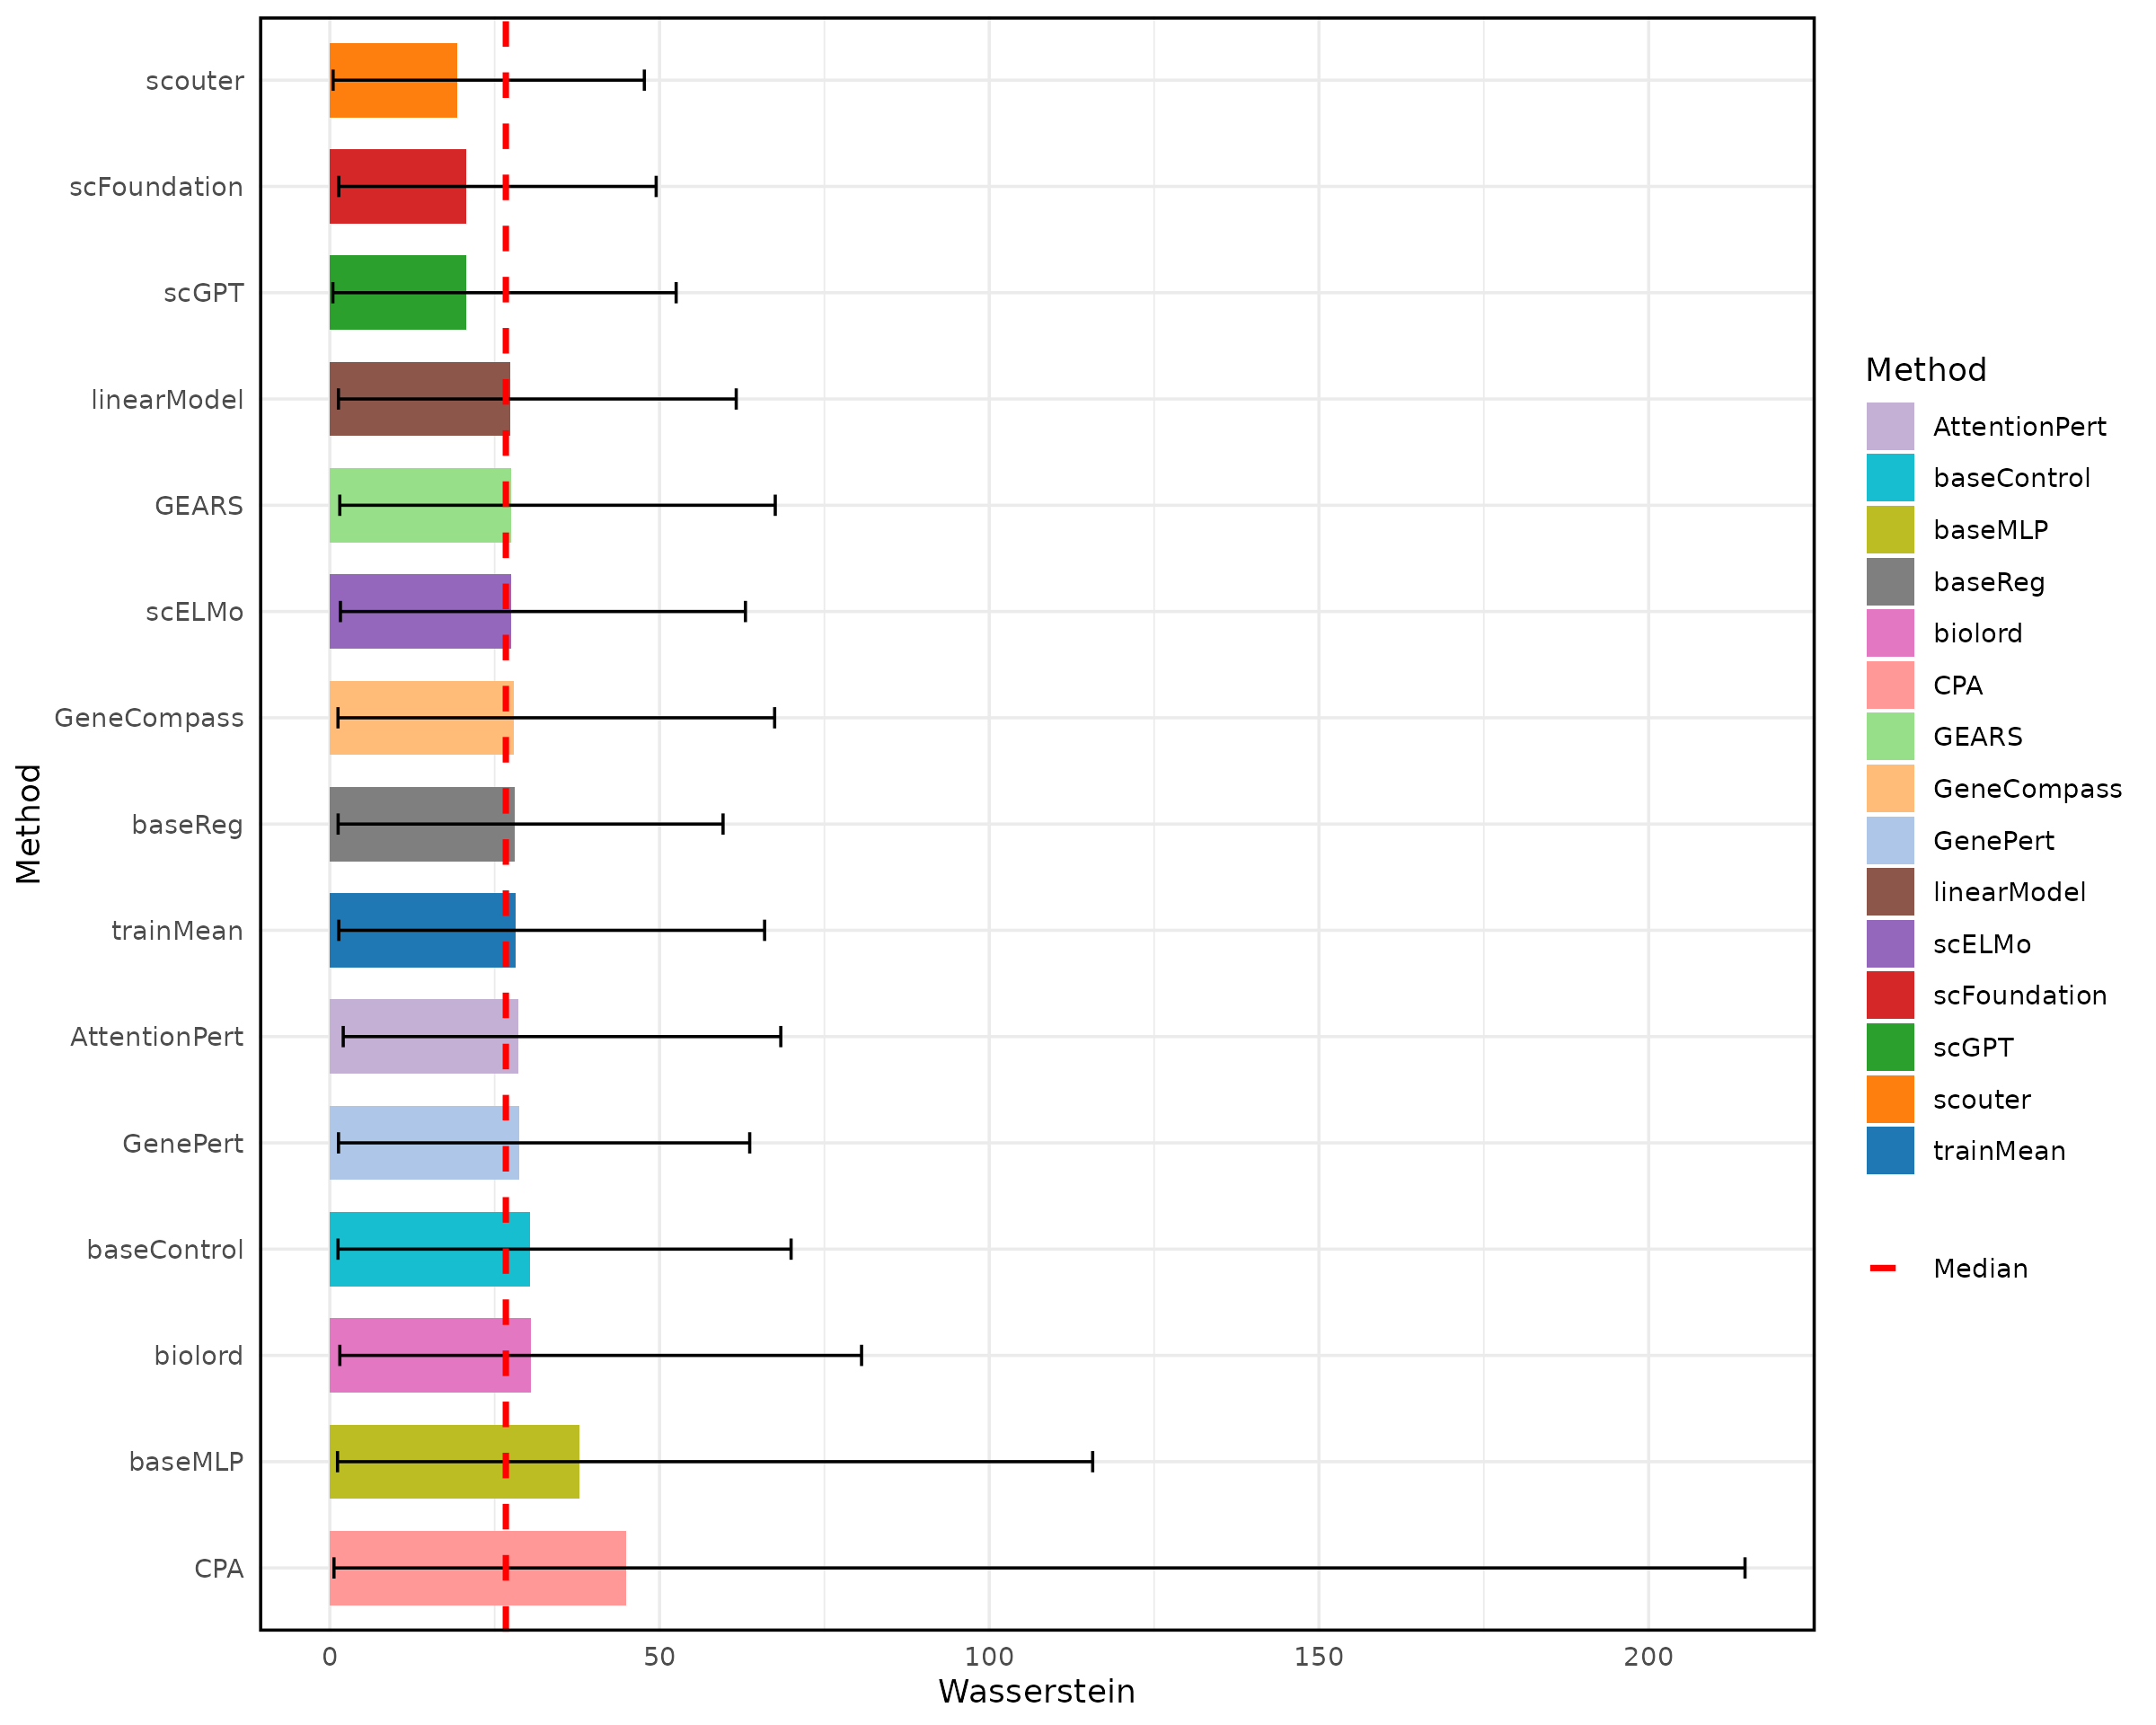 Method
scouter
scFoundation
scGPT
linearModel
GEARS
scELMo
GeneCompass
baseReg
trainMean
AttentionPert
GenePert
baseControl
biolord
baseMLP
CPA
0 50 100 150 200
Wasserstein
Method
AttentionPert
baseControl
baseMLP
baseReg
biolord
CPA
GEARS
GeneCompass
GenePert
linearModel
scELMo
scFoundation
scGPT
scouter
trainMean
Median